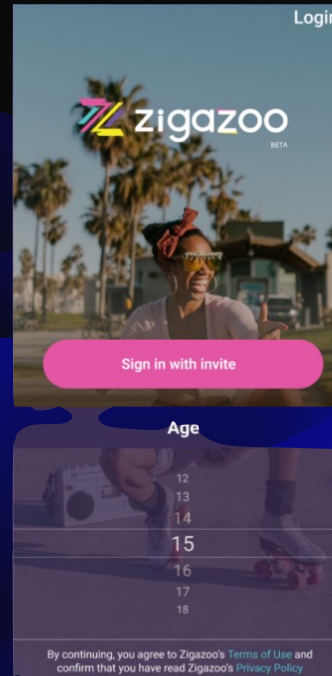 Login
zigazoo
BETA
Sign in with invite
Age
12
13
14
15
16
17
18
By continuing, you agree to Zigazoo's Terms of Use and
confirm that you have read Zigazoo's Privacy Policy